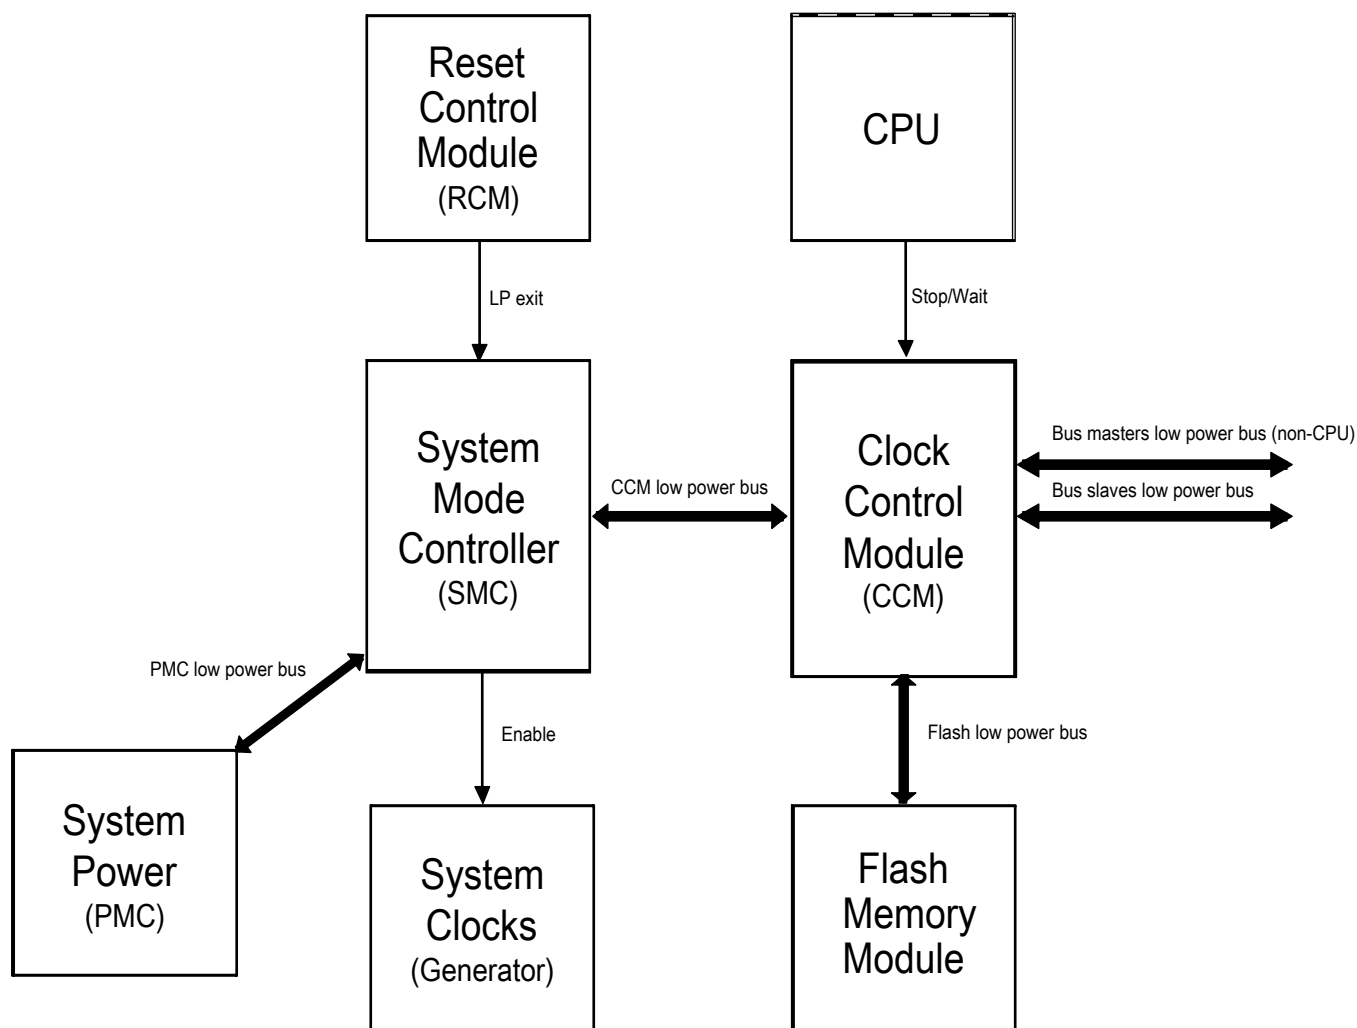 Reset
Control
Module
(RCM)
CPU
LP exit
Stop/Wait
System
Mode
Controller
(SMC)
CCM low power bus
Clock
Control
Module
(CCM)
Bus masters low power bus (non-CPU)
Bus slaves low power bus
PMC low power bus
Enable
Flash low power bus
System
Power
(PMC)
System
Clocks
(Generator)
Flash
Memory
Module